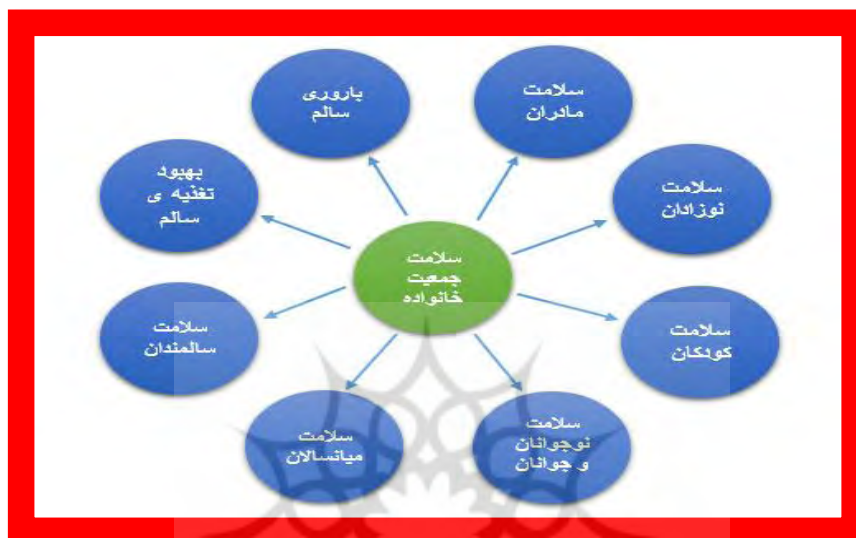 سلامت
جمعیت
خانواده
سلامت
مادران
سلامت
نوزادان
سلامت
کودکان
سلامت
نوجوانان
و جوانان
سلامت
میانسالان
سلامت
سالمندان
بهبود
تغذیه ی
سالم
باروری
سالم